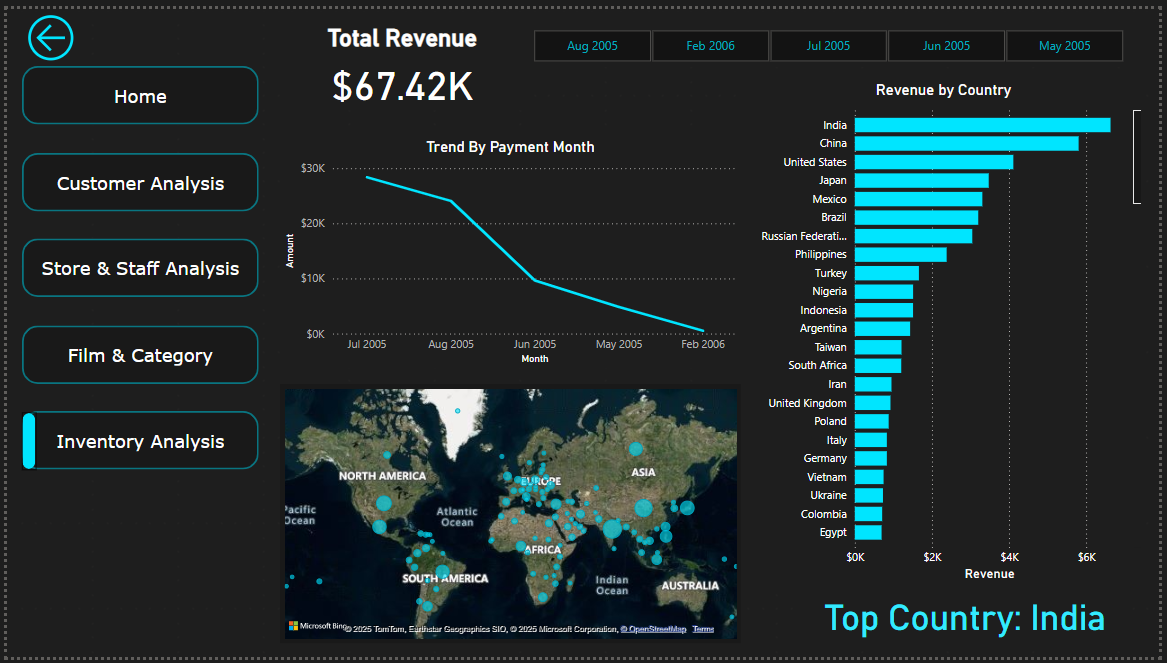 Home
Customer Analysis
Store & Staff Analysis
Film & Category
Inventory Analysis
Total Revenue
$67.42K
Aug 2005
Feb 2006
Jul 2005
Jun 2005
May 2005
Trend By Payment Month
$30K
$20K
$10K
$0K
Amount
Jul 2005
Aug 2005
Jun 2005
May 2005
Feb 2006
Month
NORTH AMERICA
EUROPE
ASIA
Pacific
Ocean
Atlantic
Ocean
AFRICA
SOUTH AMERICA
Indian
Ocean
AUSTRALIA
Microsoft Bing
© 2025 TomTom, Earthstar Geographics SIO, © 2025 Microsoft Corporation, © OpenStreetMap Terms
Revenue by Country
India
China
United States
Japan
Mexico
Brazil
Russian Federati...
Philippines
Turkey
Nigeria
Indonesia
Argentina
Taiwan
South Africa
Iran
United Kingdom
Poland
Italy
Germany
Vietnam
Ukraine
Colombia
Egypt
$0K
$2K
$4K
$6K
Revenue
Top Country: India